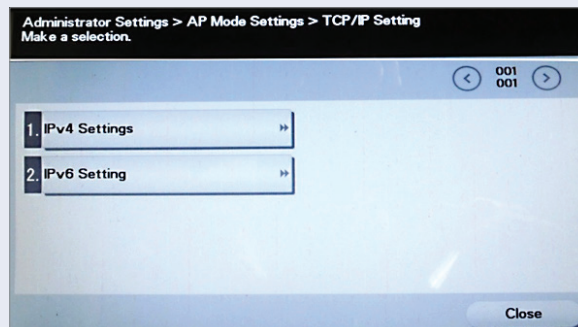 Administrator Settings > AP Mode Settings > TCP/IP Setting
Make a selection.
001
001
1. IPv4 Settings
2. IPv6 Setting
Close